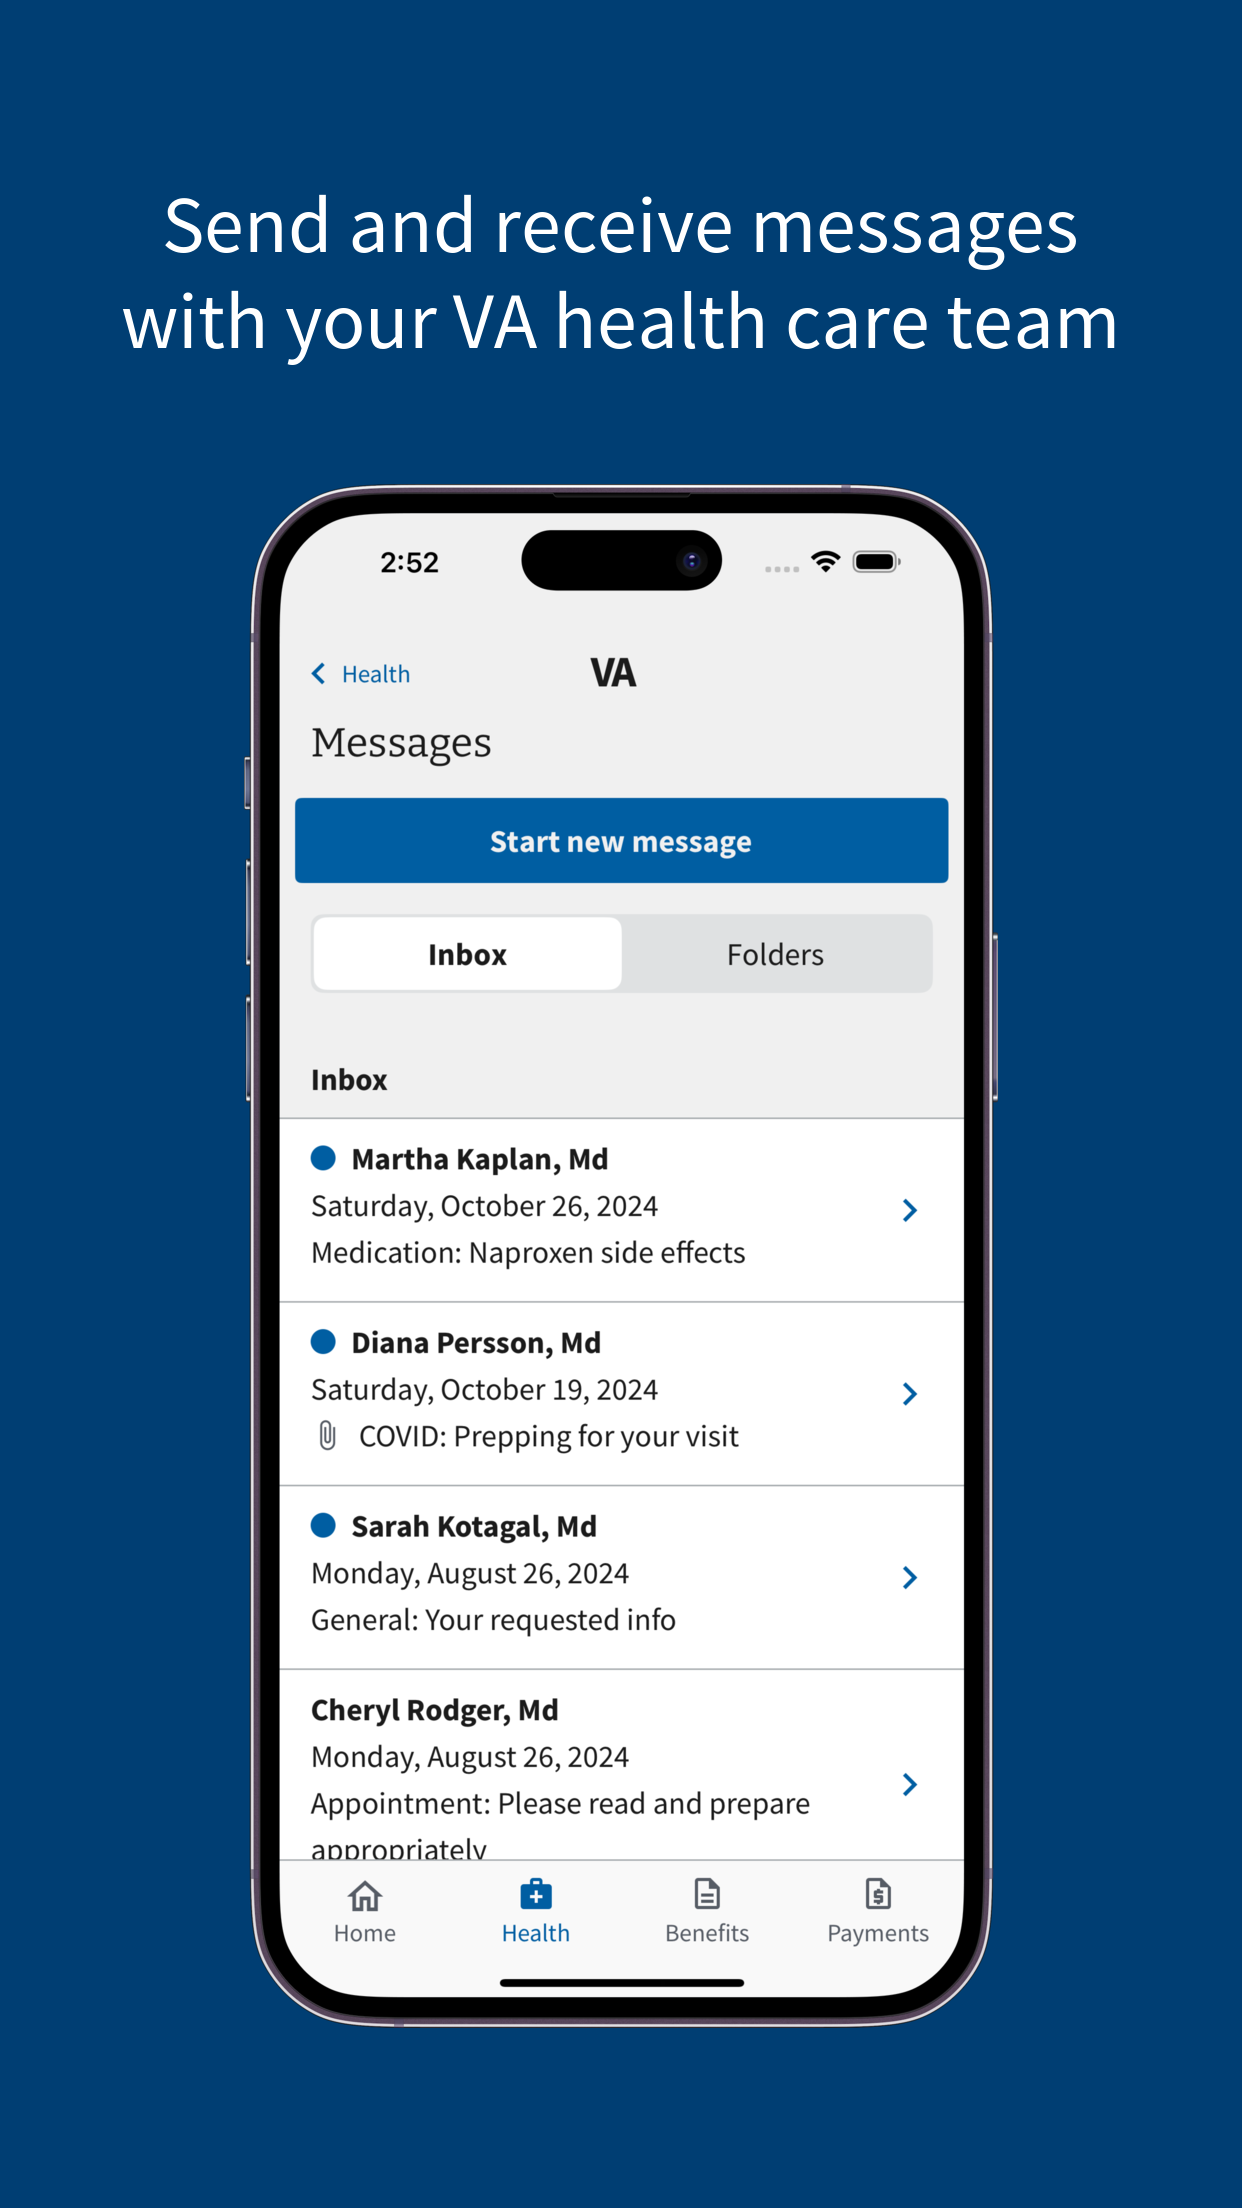 Send and receive messages
with your VA health care team
2:52
Health
VA
Messages
Start new message
Inbox
Folders
Inbox
Martha Kaplan, Md
Saturday, October 26, 2024
Medication: Naproxen side effects
Diana Persson, Md
Saturday, October 19, 2024
COVID: Prepping for your visit
Sarah Kotagal, Md
Monday, August 26, 2024
General: Your requested info
Cheryl Rodger, Md
Monday, August 26, 2024
Appointment: Please read and prepare
appropriately
Home
Health
Benefits
Payments